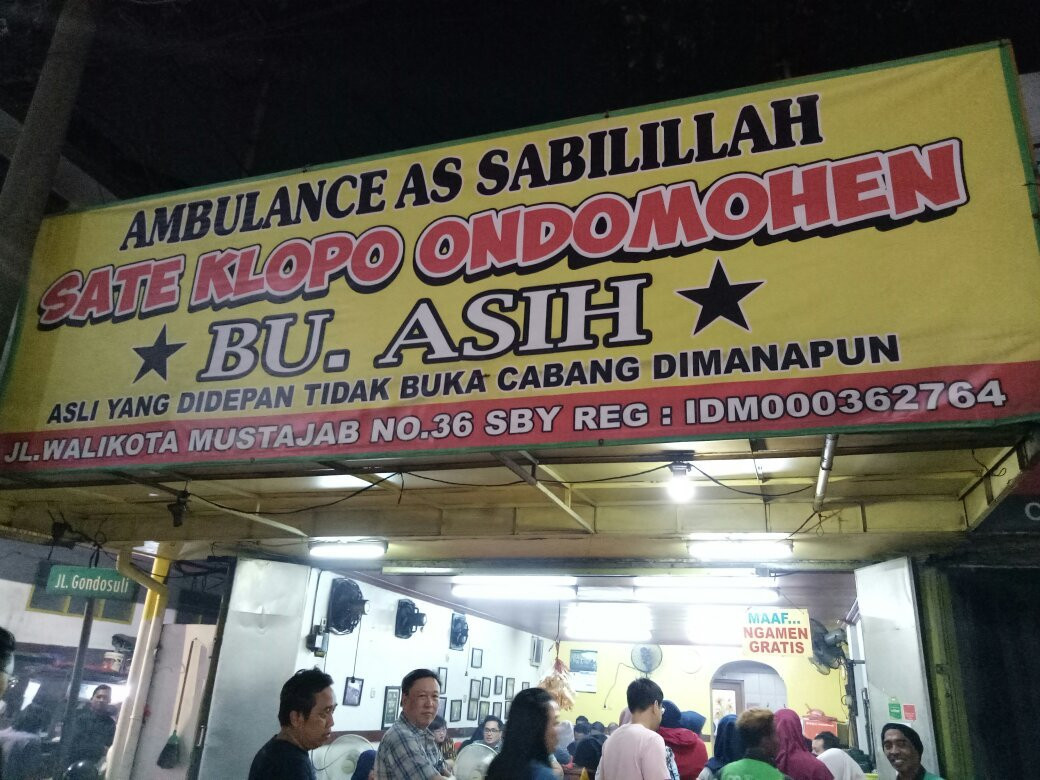 AMBULANCE AS SABILILLAH
SATE KLOPO ONDOMOHEN
BU. ASIH
ASLI YANG DIDEPAN TIDAK BUKA CABANG DIMANAPUN
JL.WALIKOTA MUSTAJAB NO.36 SBY REG : IDM000362764
JL. Gondosuli
MAAF...
NGAMEN
GRATIS